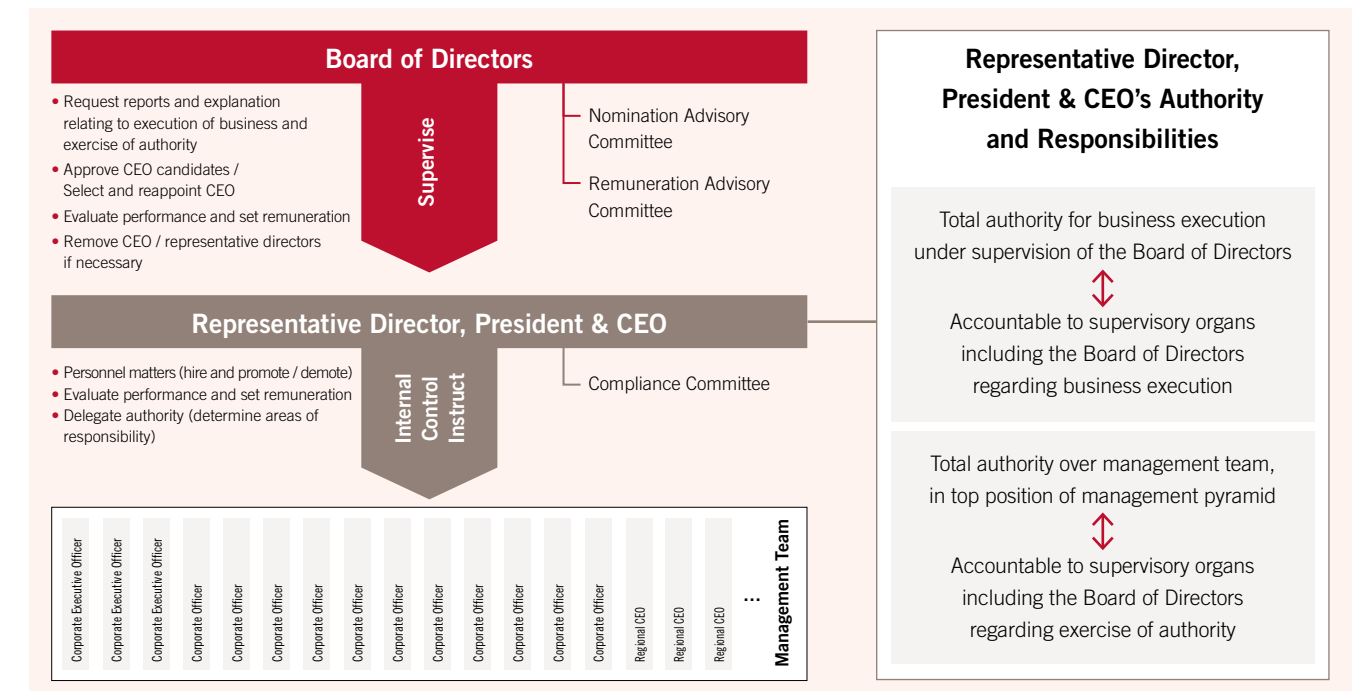 Board of Directors
• Request reports and explanation
relating to execution of business and
exercise of authority
• Approve CEO candidates /
Select and reappoint CEO
• Evaluate performance and set remuneration
• Remove CEO / representative directors
if necessary
Supervise
Nomination Advisory
Committee
Remuneration Advisory
Committee
Representative Director, President & CEO
• Personnel matters (hire and promote / demote)
• Evaluate performance and set remuneration
• Delegate authority (determine areas of
responsibility)
Internal
Control
Instruct
Compliance Committee
Corporate Executive Officer
Corporate Executive Officer
Corporate Executive Officer
Corporate Officer
Corporate Officer
Corporate Officer
Corporate Officer
Corporate Officer
Corporate Officer
Corporate Officer
Corporate Officer
Corporate Officer
Corporate Officer
Corporate Officer
Regional CEO
Regional CEO
Regional CEO
...
Management Team
Representative Director,
President & CEO’s Authority
and Responsibilities
Total authority for business execution
under supervision of the Board of Directors
Accountable to supervisory organs
including the Board of Directors
regarding business execution
Total authority over management team,
in top position of management pyramid
Accountable to supervisory organs
including the Board of Directors
regarding exercise of authority